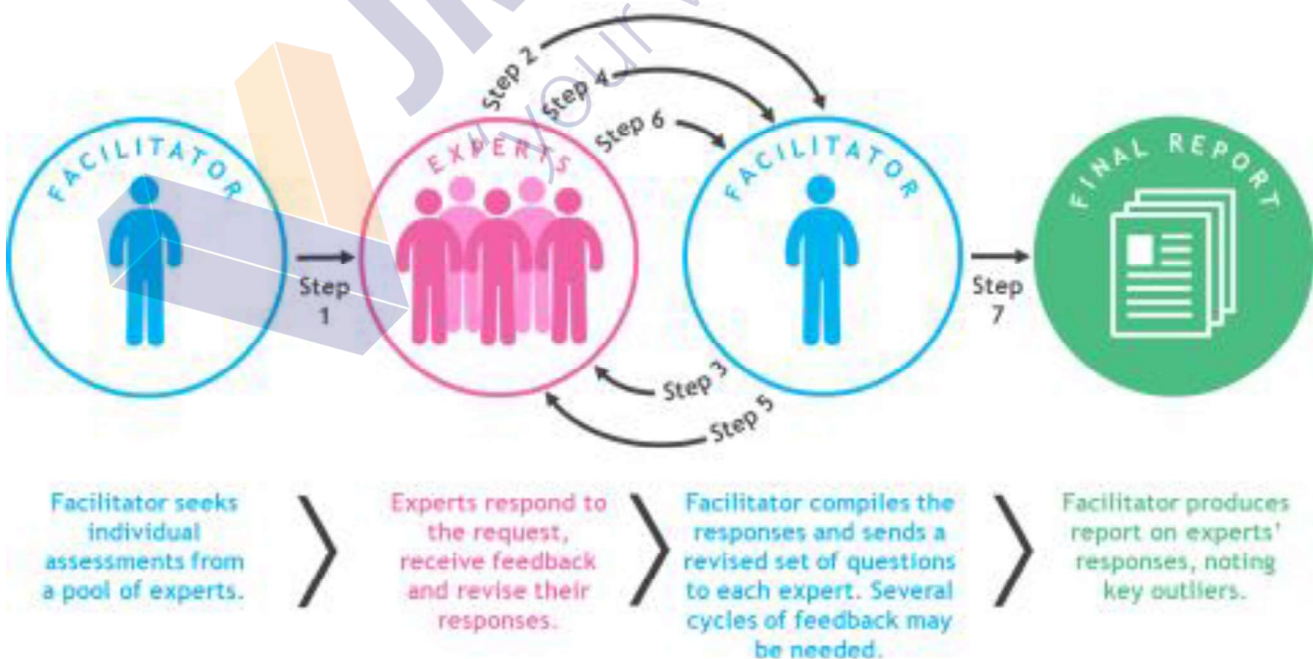 Step 2
Step 4
Step 6
FACILITATOR
EXPERTS
FACILITATOR
FINAL REPORT
Step
1
Step
7
Step 3
Step 5
Facilitator seeks
individual
assessments from
a pool of experts.
Experts respond to
the request,
receive feedback
and revise their
responses.
Facilitator compiles the
responses and sends a
revised set of questions
to each expert. Several
cycles of feedback may
be needed.
Facilitator produces
report on experts'
responses, noting
key outliers.
"your